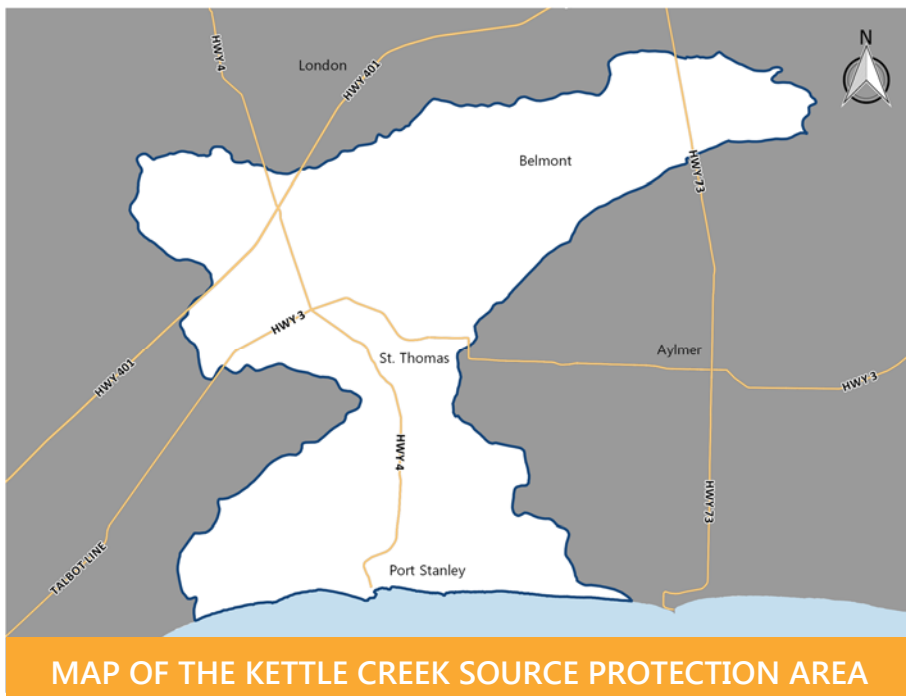 HWY 4
London
HWY 401
N
Belmont
HWY 73
HWY 3
St. Thomas
Aylmer
HWY 401
HWY 3
HWY 4
HWY 73
TALBOT LINE
Port Stanley
MAP OF THE KETTLE CREEK SOURCE PROTECTION AREA